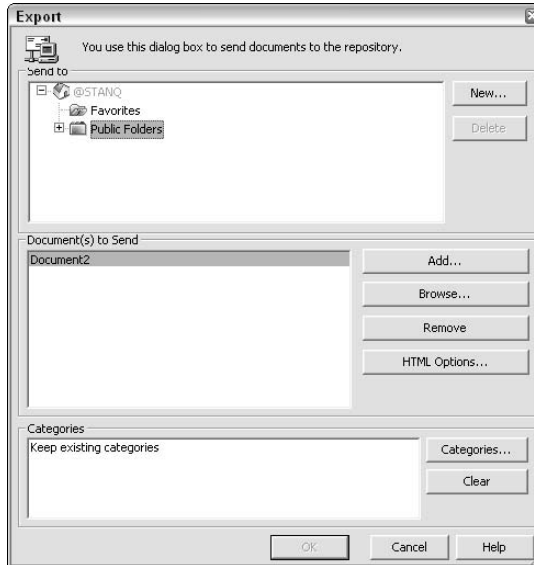 Export
You use this dialog box to send documents to the repository.
Send to
@STANQ
New...
Favorites
Public Folders
Delete
Document(s) to Send
Document2
Add...
Browse...
Remove
HTML Options...
Categories
Keep existing categories
Categories...
Clear
OK
Cancel
Help